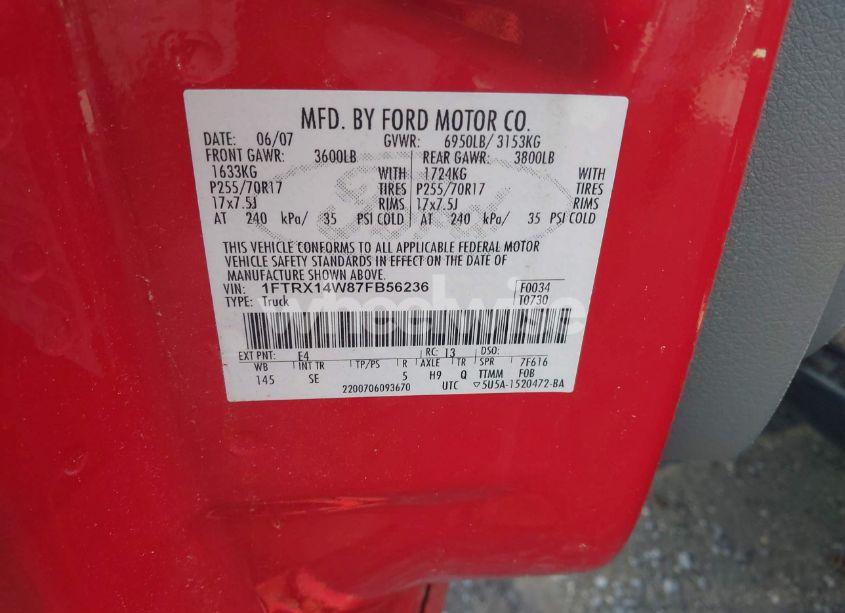 MFD. BY FORD MOTOR CO.
DATE: 06/07 GVWR: 6950LB/ 3153KG
FRONT GAWR: 3600LB REAR GAWR: 3800LB
1633KG WITH 1724KG WITH
P255/70R17 TIRES P255/70R17 TIRES
17x7.5J RIMS 17x7.5J RIMS
AT 240 kPa/ 35 PSI COLD AT 240 kPa/ 35 PSI COLD
Ford
THIS VEHICLE CONFORMS TO ALL APPLICABLE FEDERAL MOTOR
VEHICLE SAFETY STANDARDS IN EFFECT ON THE DATE OF
MANUFACTURE SHOWN ABOVE.
VIN: 1FTRX14W87FB56236 F0034
TYPE: Truck T0730
wheelwise
EXT PNT: E4 RC: 13 DSO:
WB INT TR TP/PS R AXLE TR SPR 7F616
145 SE 5 H9 Q TTMM FOB
2200706093670 UTC ▽5U5A-1520472-BA